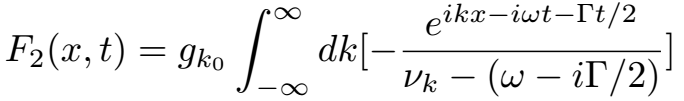 F_2(x,t) = g_{k_0} \int_{-\infty}^{\infty} dk[-\frac{e^{ikx-i\omega t-\Gamma t/2}}{\nu_k - (\omega - i\Gamma/2)}]